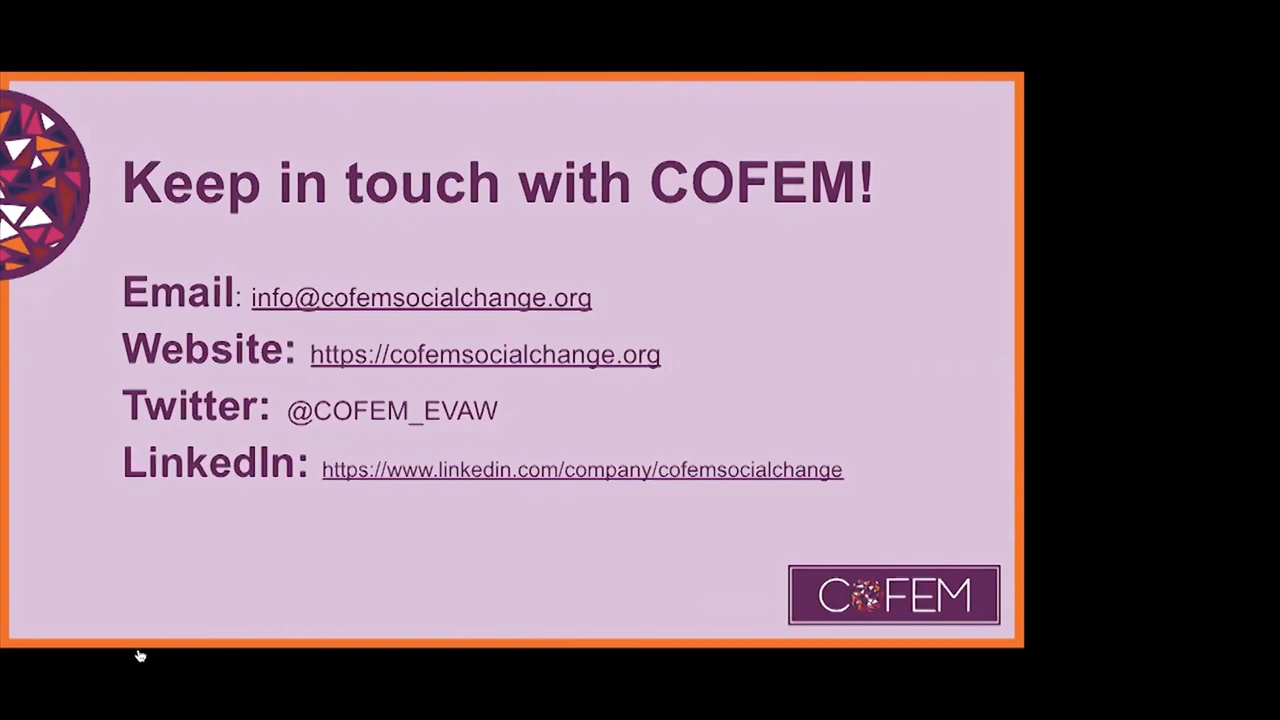 Keep in touch with COFEM!
Email: info@cofemsocialchange.org
Website: https://cofemsocialchange.org
Twitter: @COFEM_EVAW
LinkedIn: https://www.linkedin.com/company/cofemsocialchange
COFEM